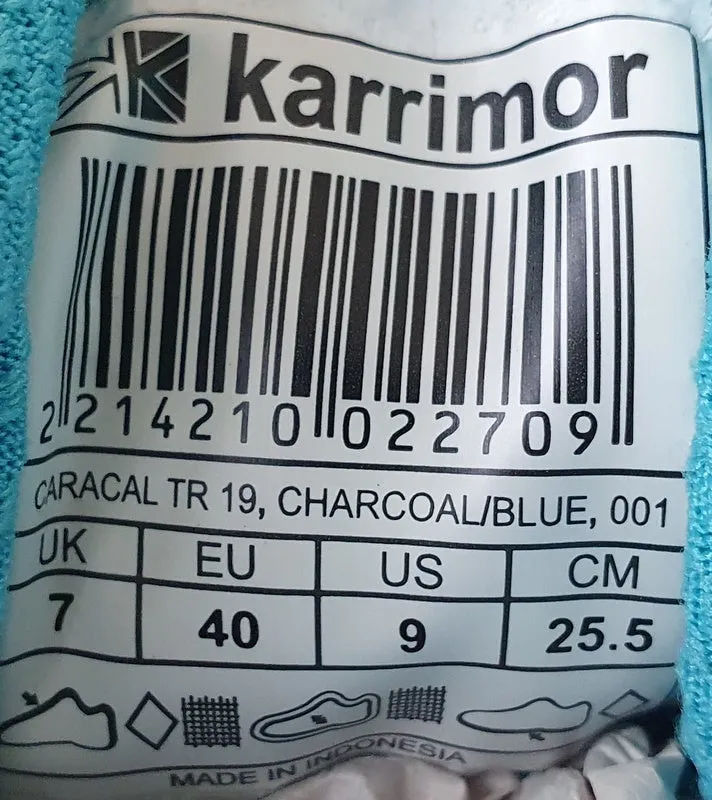 karrimor
2 214210 022709
CARACAL TR 19, CHARCOAL/BLUE, 001
UK EU US CM
7 40 9 25.5
MADE IN INDONESIA